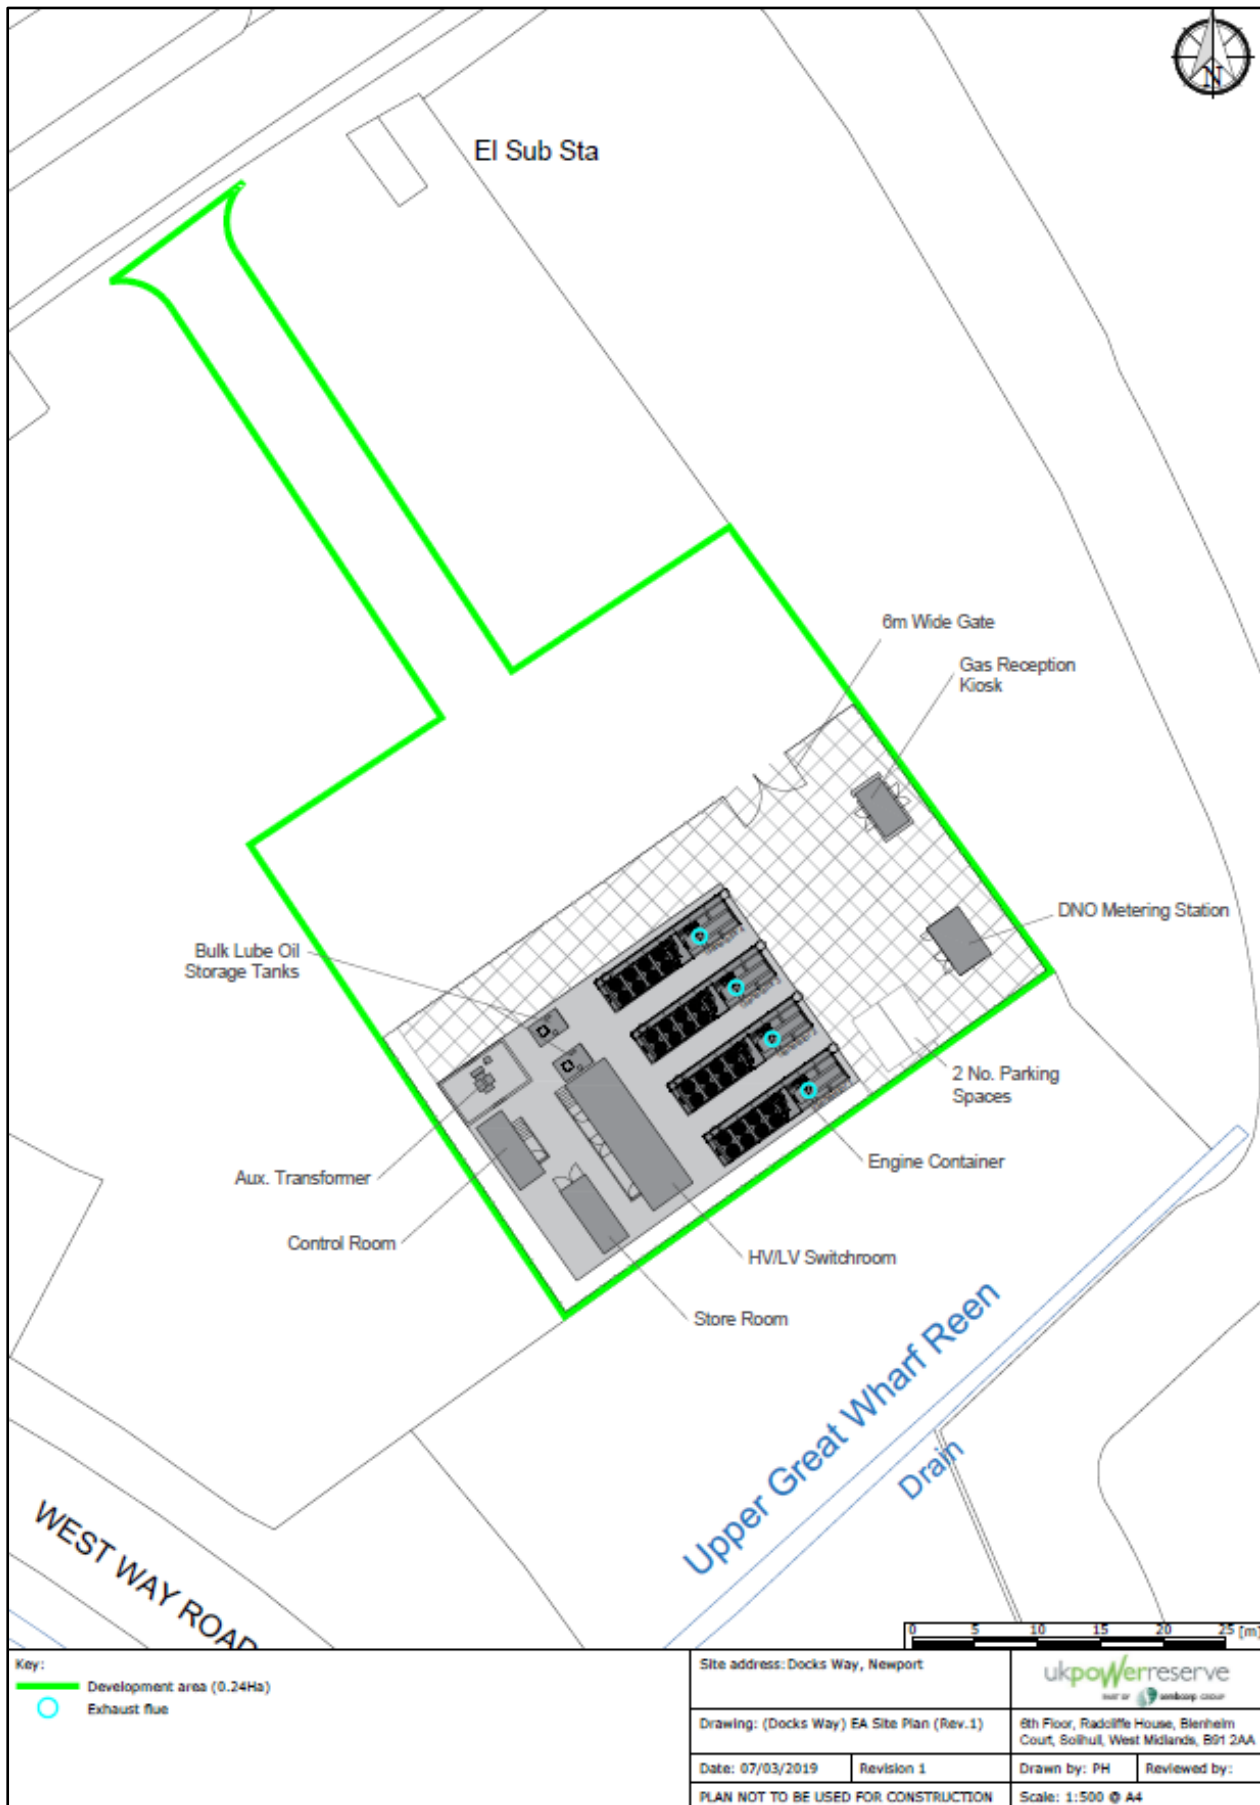 N
El Sub Sta
6m Wide Gate
Gas Reception
Kiosk
DNO Metering Station
Bulk Lube Oil
Storage Tanks
2 No. Parking
Spaces
Engine Container
Aux. Transformer
Control Room
HV/LV Switchroom
Store Room
Upper Great Wharf Reen
Drain
WEST WAY ROAD
0 5 10 15 20 25 [m]
Key:
Development area (0.24Ha)
Exhaust flue
Site address: Docks Way, Newport
ukpowerreserve
PART OF sembcorp GROUP
Drawing: (Docks Way) EA Site Plan (Rev.1)
6th Floor, Radcliffe House, Blenheim
Court, Solihull, West Midlands, B91 2AA
Date: 07/03/2019
Revision 1
Drawn by: PH
Reviewed by:
PLAN NOT TO BE USED FOR CONSTRUCTION
Scale: 1:500 @ A4